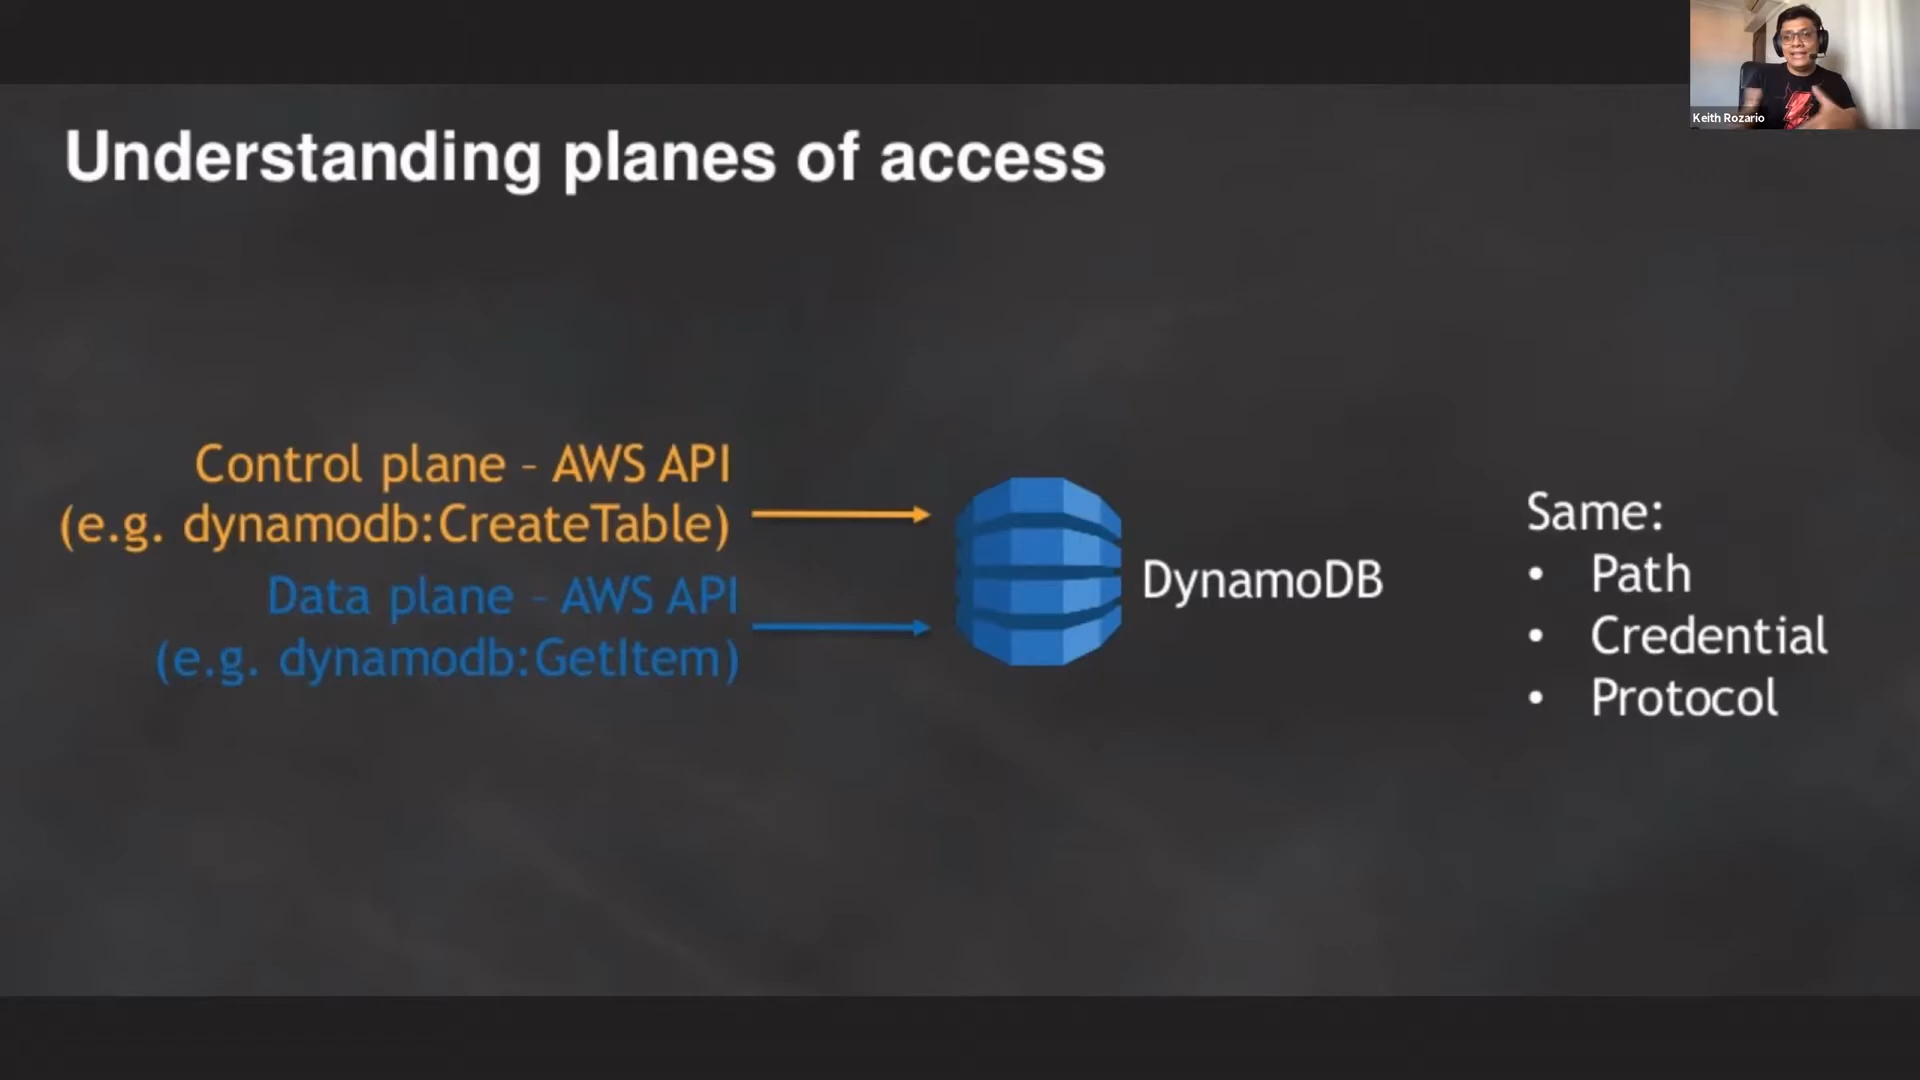 Keith Rozario
Understanding planes of access
Control plane – AWS API
(e.g. dynamodb:CreateTable)
Data plane – AWS API
(e.g. dynamodb:GetItem)
DynamoDB
Same:
• Path
• Credential
• Protocol